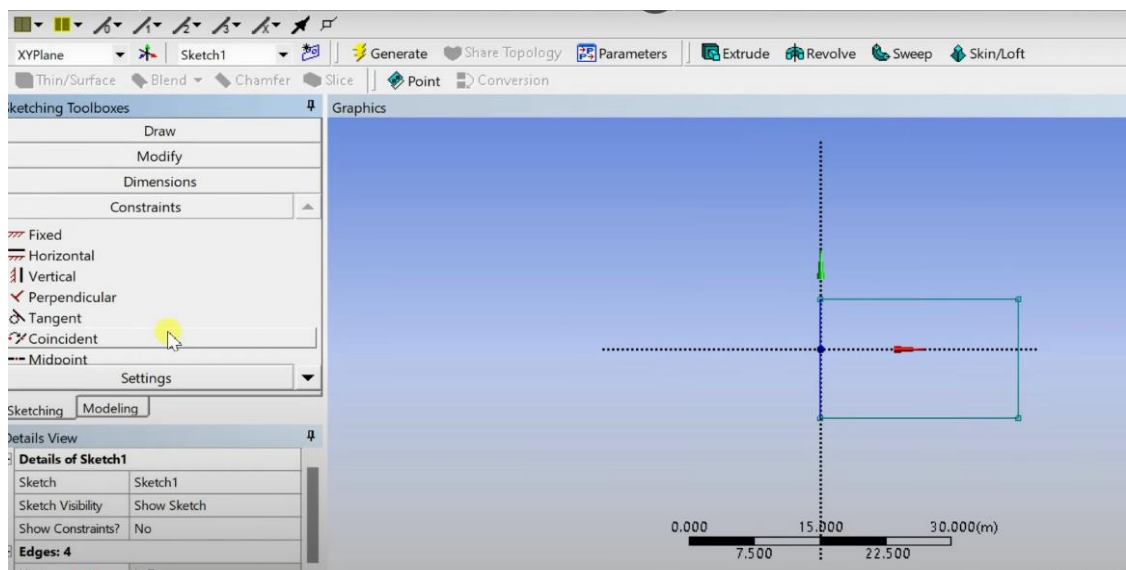 XYPlane Sketch1 Generate Share Topology Parameters Extrude Revolve Sweep Skin/Loft
Thin/Surface Blend Chamfer Slice Point Conversion
ketching Toolboxes
Draw
Modify
Dimensions
Constraints
Fixed
Horizontal
Vertical
Perpendicular
Tangent
Coincident
Midpoint
Settings
Sketching Modeling
Details View
Details of Sketch1
Sketch Sketch1
Sketch Visibility Show Sketch
Show Constraints? No
Edges: 4
Graphics
0.000 15.000 30.000(m)
7.500 22.500